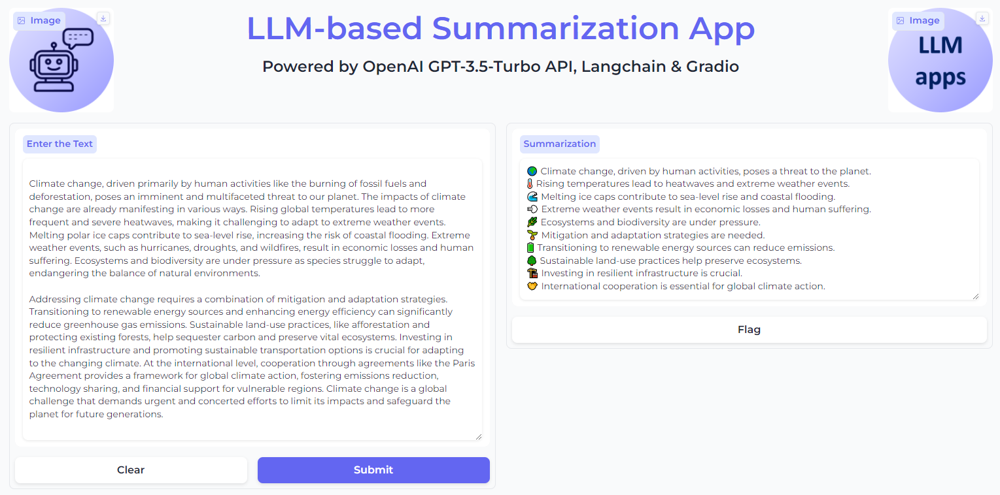 Image
LLM-based Summarization App
Powered by OpenAI GPT-3.5-Turbo API, Langchain & Gradio
Image
LLM
apps
Enter the Text
Climate change, driven primarily by human activities like the burning of fossil fuels and
deforestation, poses an imminent and multifaceted threat to our planet. The impacts of climate
change are already manifesting in various ways. Rising global temperatures lead to more
frequent and severe heatwaves, making it challenging to adapt to extreme weather events.
Melting polar ice caps contribute to sea-level rise, increasing the risk of coastal flooding. Extreme
weather events, such as hurricanes, droughts, and wildfires, result in economic losses and human
suffering. Ecosystems and biodiversity are under pressure as species struggle to adapt,
endangering the balance of natural environments.
Addressing climate change requires a combination of mitigation and adaptation strategies.
Transitioning to renewable energy sources and enhancing energy efficiency can significantly
reduce greenhouse gas emissions. Sustainable land-use practices, like afforestation and
protecting existing forests, help sequester carbon and preserve vital ecosystems. Investing in
resilient infrastructure and promoting sustainable transportation options is crucial for adapting
to the changing climate. At the international level, cooperation through agreements like the Paris
Agreement provides a framework for global climate action, fostering emissions reduction,
technology sharing, and financial support for vulnerable regions. Climate change is a global
challenge that demands urgent and concerted efforts to limit its impacts and safeguard the
planet for future generations.
Clear
Submit
Summarization
🌍 Climate change, driven by human activities, poses a threat to the planet.
🌡️ Rising temperatures lead to heatwaves and extreme weather events.
🌊 Melting ice caps contribute to sea-level rise and coastal flooding.
💨 Extreme weather events result in economic losses and human suffering.
🌿 Ecosystems and biodiversity are under pressure.
🌱 Mitigation and adaptation strategies are needed.
🔋 Transitioning to renewable energy sources can reduce emissions.
🌳 Sustainable land-use practices help preserve ecosystems.
🏗️ Investing in resilient infrastructure is crucial.
🤝 International cooperation is essential for global climate action.
Flag